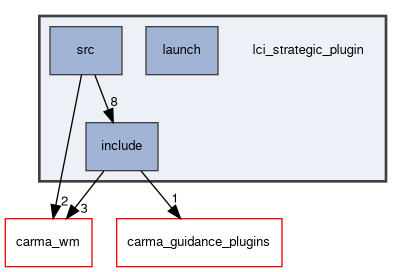 src
launch
lci_strategic_plugin
8
include
2
3
1
carma_wm
carma_guidance_plugins